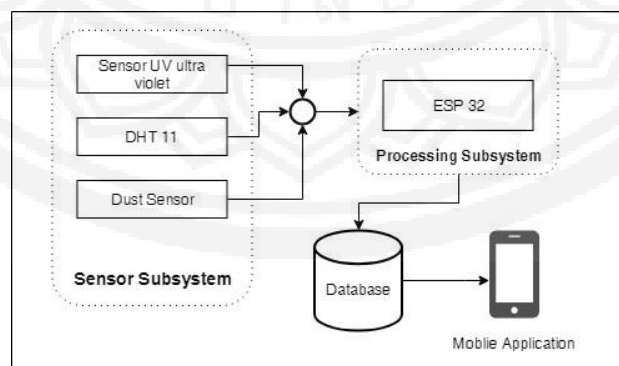 Sensor UV ultra
violet
DHT 11
Dust Sensor
Sensor Subsystem
ESP 32
Processing Subsystem
Database
Moblie Application